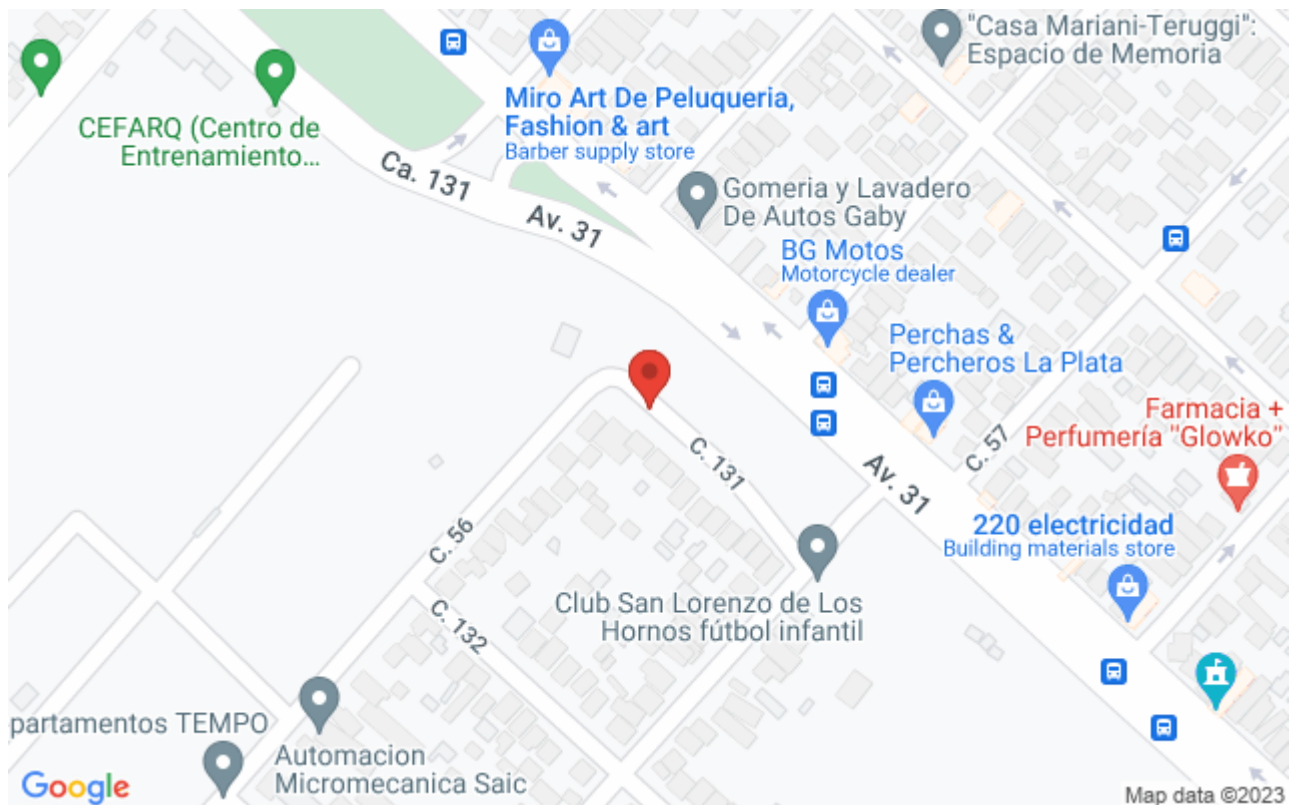 "Casa Mariani-Teruggi":
Espacio de Memoria
Miro Art De Peluqueria,
Fashion & art
Barber supply store
CEFARQ (Centro de
Entrenamiento...
Ca. 131
Av. 31
Gomeria y Lavadero
De Autos Gaby
BG Motos
Motorcycle dealer
Perchas &
Percheros La Plata
Farmacia +
Perfumería "Glowko"
C. 57
C. 131
Av. 31
220 electricidad
Building materials store
C. 56
Club San Lorenzo de Los
Hornos fútbol infantil
C. 132
partamentos TEMPO
Automacion
Micromecanica Saic
Google
Map data ©2023